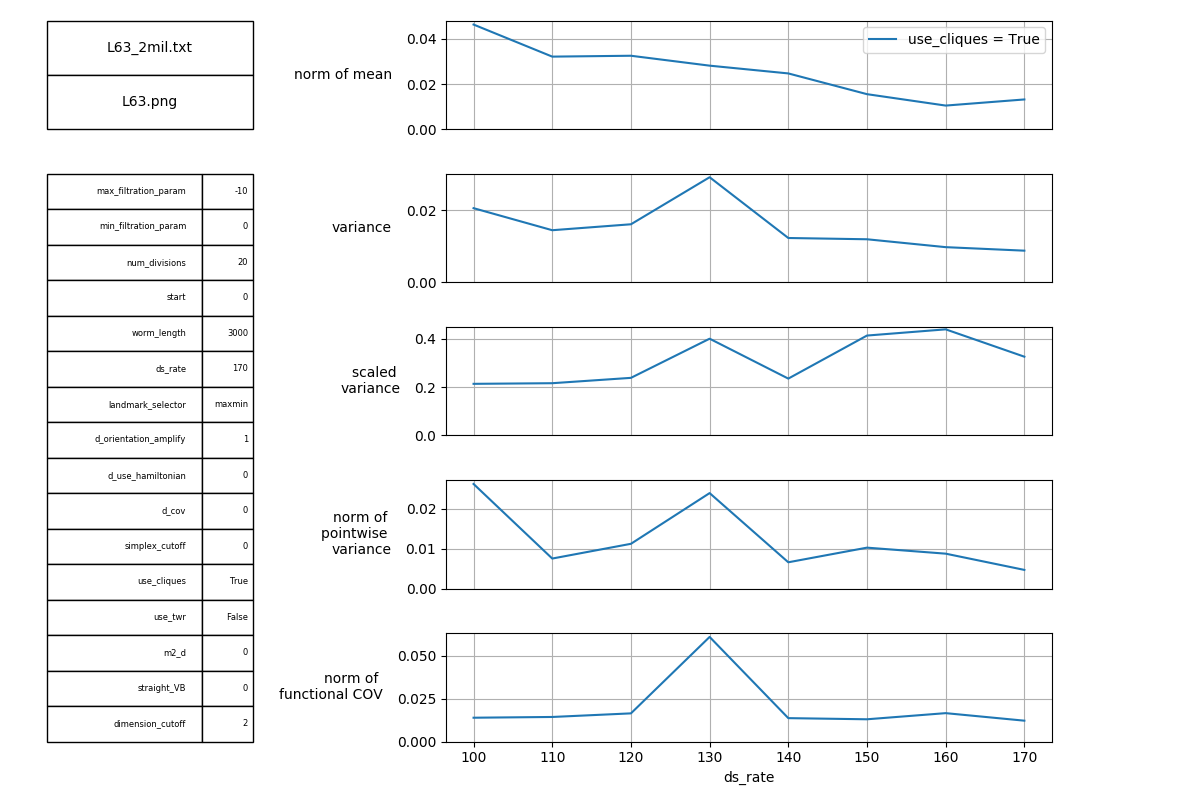 L63_2mil.txt
L63.png
max_filtration_param -10
min_filtration_param 0
num_divisions 20
start 0
worm_length 3000
ds_rate 170
landmark_selector maxmin
d_orientation_amplify 1
d_use_hamiltonian 0
d_cov 0
simplex_cutoff 0
use_cliques True
use_twr False
m2_d 0
straight_VB 0
dimension_cutoff 2
norm of mean
0.04
0.02
0.00
use_cliques = True
variance
0.02
0.00
scaled
variance
0.4
0.2
0.0
norm of
pointwise
variance
0.02
0.01
0.00
norm of
functional COV
0.050
0.025
0.000
100 110 120 130 140 150 160 170
ds_rate